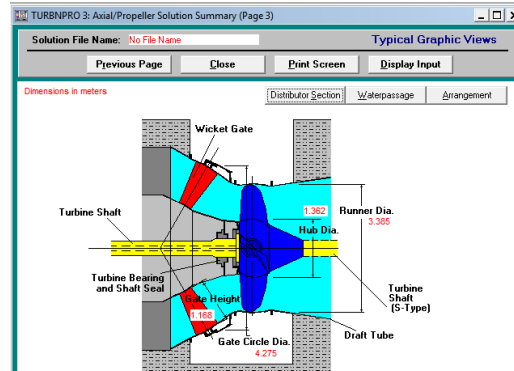 TURBNPRO 3: Axial/Propeller Solution Summary (Page 3)
Solution File Name: No File Name
Typical Graphic Views
Previous Page Close Print Screen Display Input
Dimensions in meters
Distributor Section Waterpassage Arrangement
Wicket Gate
Turbine Shaft
1.362
Runner Dia.
3.385
Hub Dia.
Turbine Bearing
and Shaft Seal
Gate Height
1.168
Turbine
Shaft
(S-Type)
Draft Tube
Gate Circle Dia.
4.275